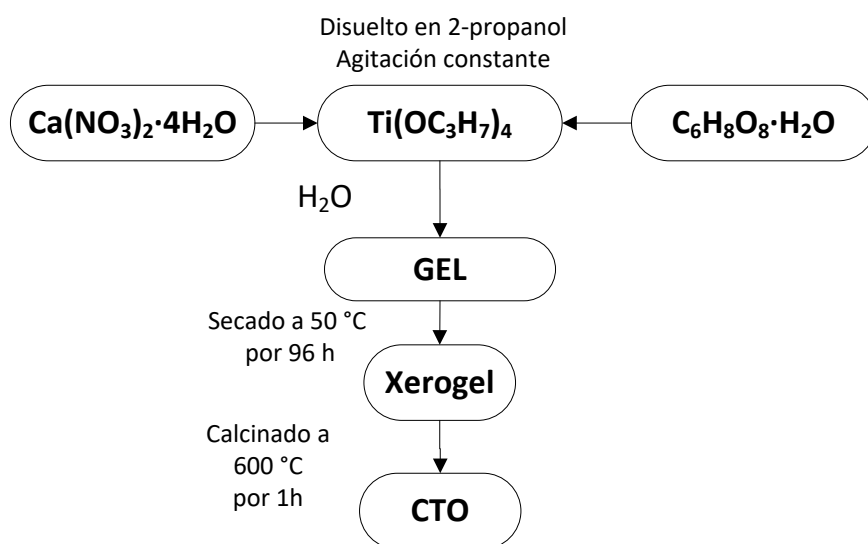 Disuelto en 2-propanol
Agitación constante
Ca(NO₃)₂·4H₂O
Ti(OC₃H₇)₄
C₆H₈O₈·H₂O
H₂O
GEL
Secado a 50 °C
por 96 h
Xerogel
Calcinado a
600 °C
por 1h
CTO